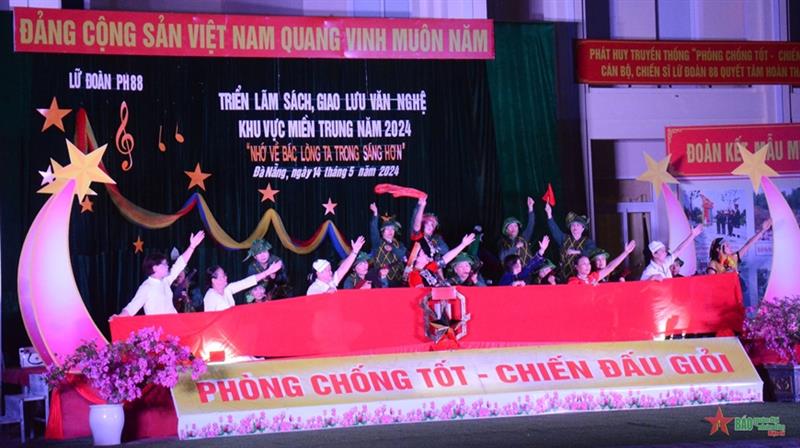 ĐẢNG CỘNG SẢN VIỆT NAM QUANG VINH MUÔN NĂM
LỮ ĐOÀN PH88
TRIỂN LÃM SÁCH, GIAO LƯU VĂN NGHỆ
KHU VỰC MIỀN TRUNG NĂM 2024
"NHỚ VỀ BÁC LÒNG TA TRONG SÁNG HƠN"
Đà Nẵng, ngày 14 tháng 5 năm 2024
PHÁT HUY TRUYỀN THỐNG "PHÒNG CHỐNG TỐT - CHIẾN
CÁN BỘ, CHIẾN SĨ LỮ ĐOÀN 88 QUYẾT TÂM HOÀN TH
ĐOÀN KẾT MẪU M
PHÒNG CHỐNG TỐT - CHIẾN ĐẤU GIỎI
BÁO